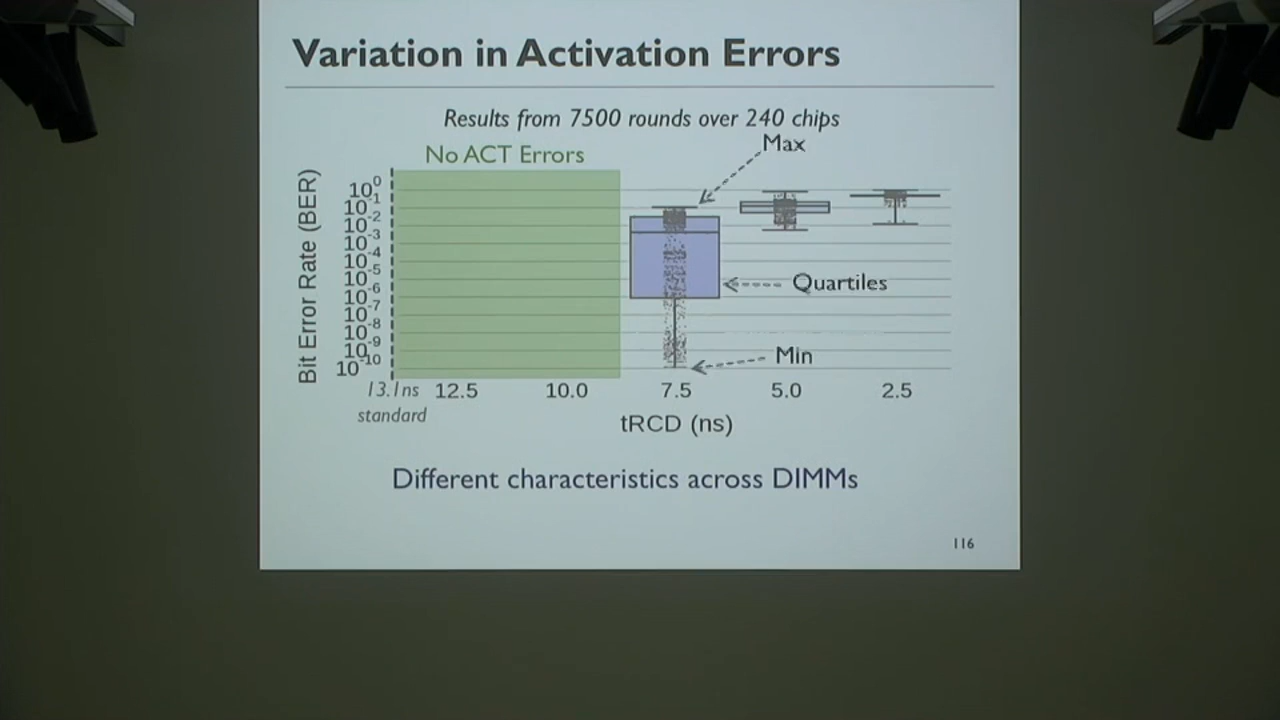 Variation in Activation Errors
Results from 7500 rounds over 240 chips
Max
No ACT Errors
Bit Error Rate (BER)
10^0
10^-1
10^-2
10^-3
10^-4
10^-5
10^-6
10^-7
10^-8
10^-9
10^-10
Quartiles
Min
13.1ns
standard
12.5 10.0 7.5 5.0 2.5
tRCD (ns)
Different characteristics across DIMMs
116